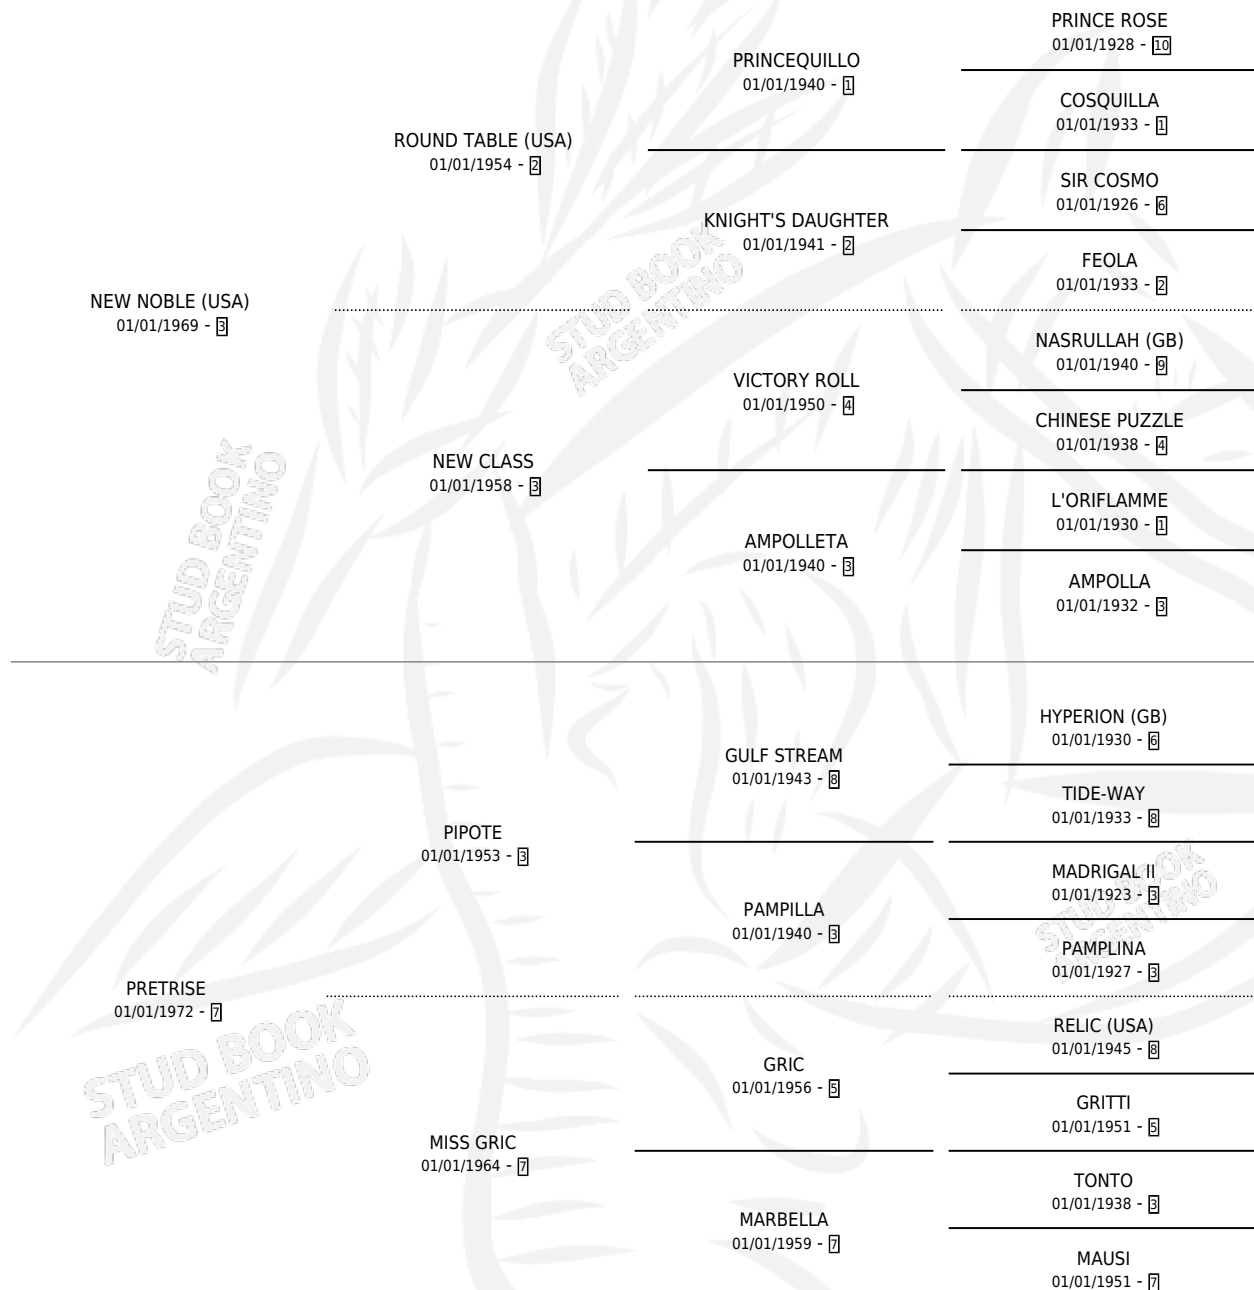 PRINCE ROSE
01/01/1928 - 10
PRINCEQUILLO
01/01/1940 - 1
COSQUILLA
01/01/1933 - 1
ROUND TABLE (USA)
01/01/1954 - 2
SIR COSMO
01/01/1926 - 6
KNIGHT'S DAUGHTER
01/01/1941 - 2
FEOLA
01/01/1933 - 2
NEW NOBLE (USA)
01/01/1969 - 3
STUD BOOK
ARGENTINO
NASRULLAH (GB)
01/01/1940 - 9
VICTORY ROLL
01/01/1950 - 4
CHINESE PUZZLE
01/01/1938 - 4
NEW CLASS
01/01/1958 - 3
L'ORIFLAMME
01/01/1930 - 1
AMPOLLETA
01/01/1940 - 3
AMPOLLA
01/01/1932 - 3
STUD BOOK
ARGENTINO
HYPERION (GB)
01/01/1930 - 6
GULF STREAM
01/01/1943 - 8
TIDE-WAY
01/01/1933 - 8
PIPOTE
01/01/1953 - 3
MADRIGAL II
01/01/1923 - 3
PAMPILLA
01/01/1940 - 3
PAMPLINA
01/01/1927 - 3
STUD BOOK
ARGENTINO
PRETRISE
01/01/1972 - 7
RELIC (USA)
01/01/1945 - 8
GRIC
01/01/1956 - 5
GRITTI
01/01/1951 - 5
STUD BOOK
ARGENTINO
MISS GRIC
01/01/1964 - 7
TONTO
01/01/1938 - 3
MARBELLA
01/01/1959 - 7
MAUSI
01/01/1951 - 7